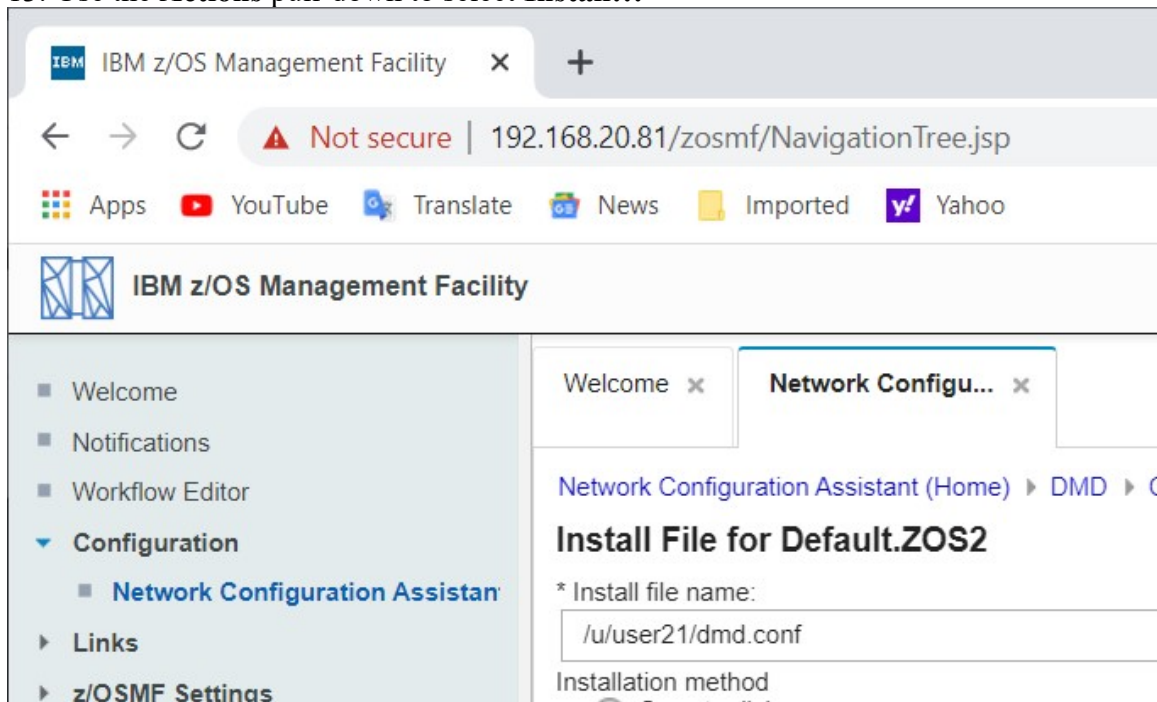 IBM IBM z/OS Management Facility
Not secure | 192.168.20.81/zosmf/NavigationTree.jsp
Apps YouTube Translate News Imported Yahoo
IBM z/OS Management Facility
Welcome
Notifications
Workflow Editor
Configuration
Network Configuration Assistan
Links
z/OSMF Settings
Welcome
Network Configu...
Network Configuration Assistant (Home) DMD
Install File for Default.ZOS2
* Install file name:
/u/user21/dmd.conf
Installation method